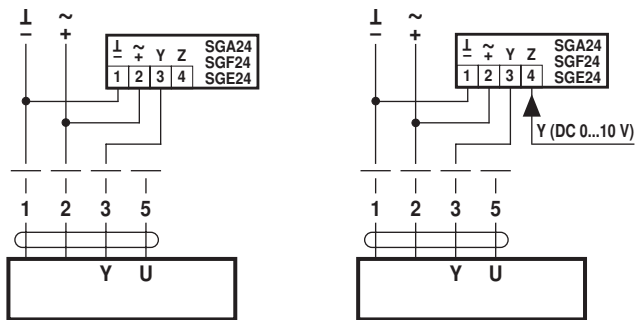 ⊥ ~
– +
⊥ ~ Y Z SGA24
– + SGF24
1 2 3 4 SGE24
1 2 3 5
Y U
⊥ ~
– +
⊥ ~ Y Z SGA24
– + SGF24
1 2 3 4 SGE24
Y (DC 0...10 V)
1 2 3 5
Y U